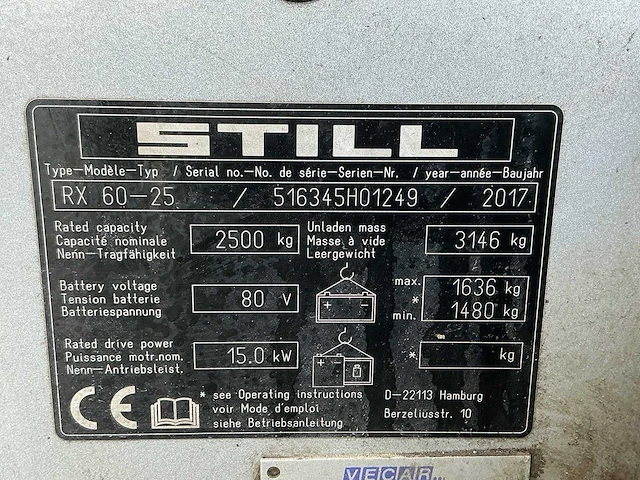 STILL
Type-Modèle-Typ / Serial no.-No. de série-Serien-Nr. / year-année-Baujahr
RX 60-25 / 516345H01249 / 2017
Rated capacity
Capacité nominale
Nenn-Tragfähigkeit
2500 kg
Unladen mass
Masse à vide
Leergewicht
3146 kg
Battery voltage
Tension batterie
Batteriespannung
80 V
+ -
max. 1636 kg
*
min. 1480 kg
Rated drive power
Puissance motr.nom.
Nenn-Antriebsleist.
15.0 kW
+ -
* kg
CE
* see Operating instructions
voir Mode d'emploi
siehe Betriebsanleitung
D-22113 Hamburg
Berzeliusstr. 10
VECAR